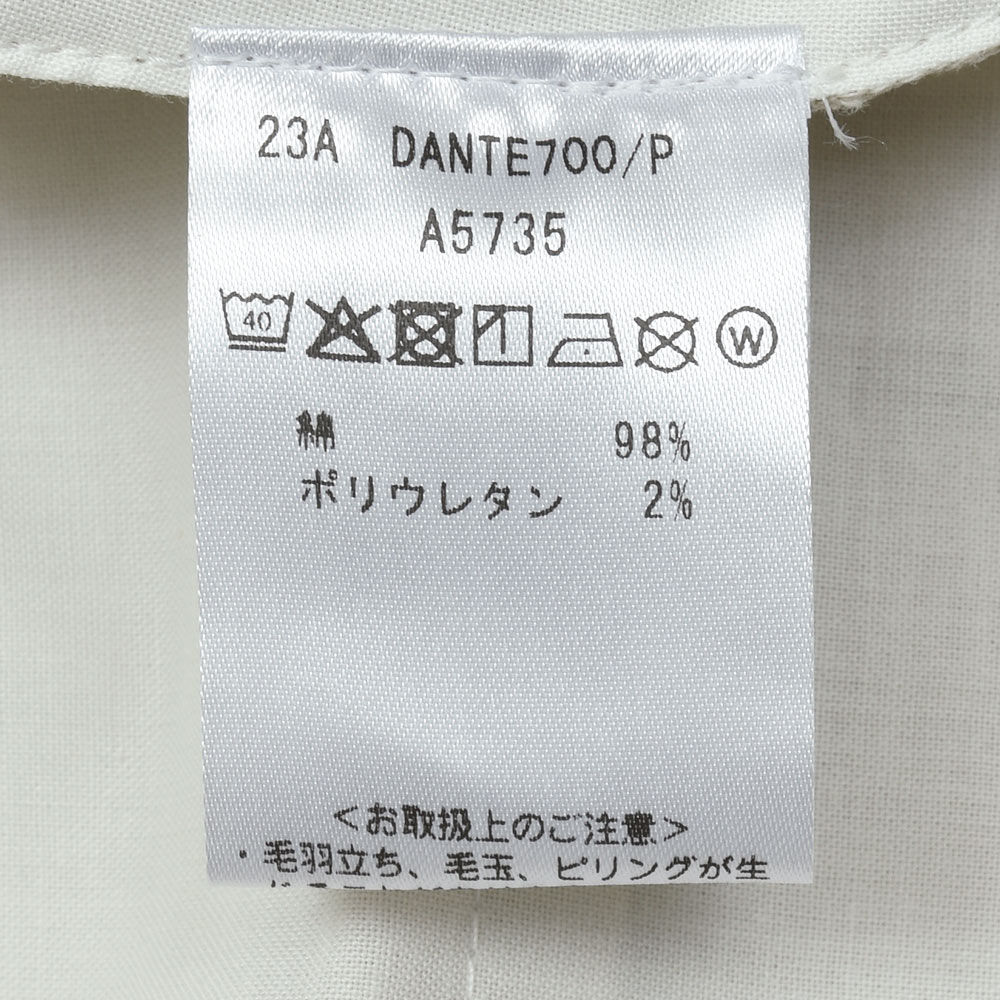 23A DANTE700/P
A5735
40 W
綿 98%
ポリウレタン 2%
<お取扱上のご注意>
・毛羽立ち、毛玉、ピリングが生